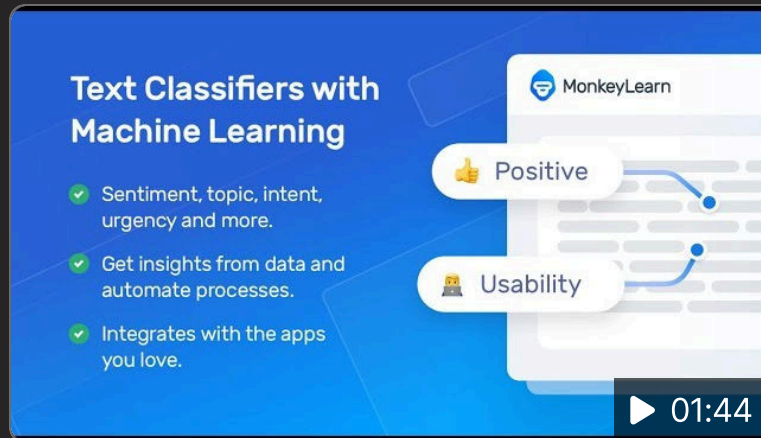 Text Classifiers with
Machine Learning
Sentiment, topic, intent,
urgency and more.
Get insights from data and
automate processes.
Integrates with the apps
you love.
MonkeyLearn
Positive
Usability
01:44